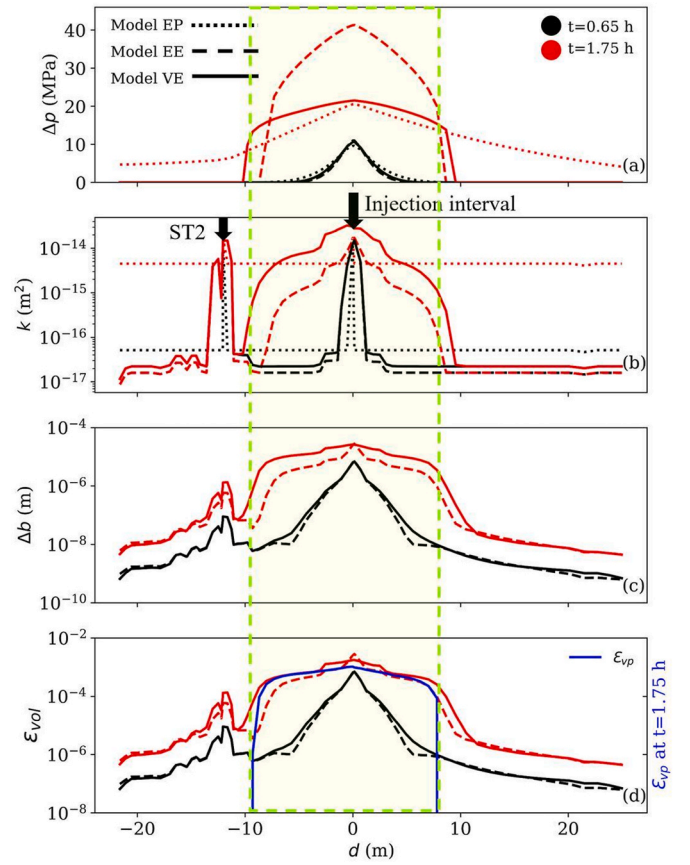 Model EP
Model EE
Model VE
t=0.65 h
t=1.75 h
Δp (MPa)
40
30
20
10
0
(a)
ST2
Injection interval
k (m²)
10⁻¹⁴
10⁻¹⁵
10⁻¹⁶
10⁻¹⁷
(b)
Δb (m)
10⁻⁴
10⁻⁶
10⁻⁸
10⁻¹⁰
(c)
ε_vol
10⁻²
10⁻⁴
10⁻⁶
10⁻⁸
ε_vp
(d)
ε_vp at t=1.75 h
−20 −10 0 10 20
d (m)